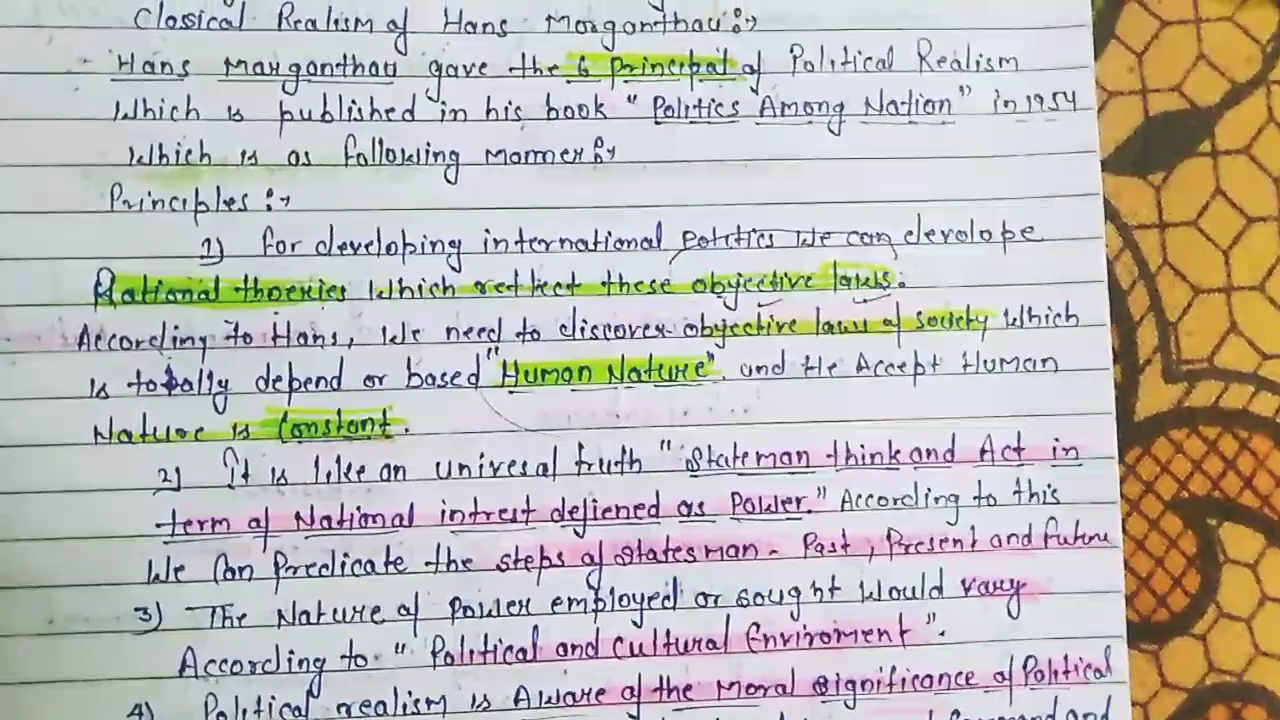 Classical Realism of Hans Morgonthau :→
Hans Morgonthau gave the 6 principal of Political Realism
Which is published in his book "Politics Among Nation" in 1954
Which is as following manner :→
Principles :→
1) For developing international politics we can devolope
Rational thoeries which reflect these objective laws.
According to Hans, We need to discover objective laws of society which
is totally depend or based "Human Nature" and He Accept Human
Nature is Constant.
2) It is like an univesal truth "Stateman think and Act in
term of National intrest defiened as Power." According to this
We Can Predicate the steps of statesman - Past, Present and future
3) The Nature of power employed or sought would vary
According to "Political and cultural Enviroment".
4) Political realism is Aware of the moral significance of Political
and